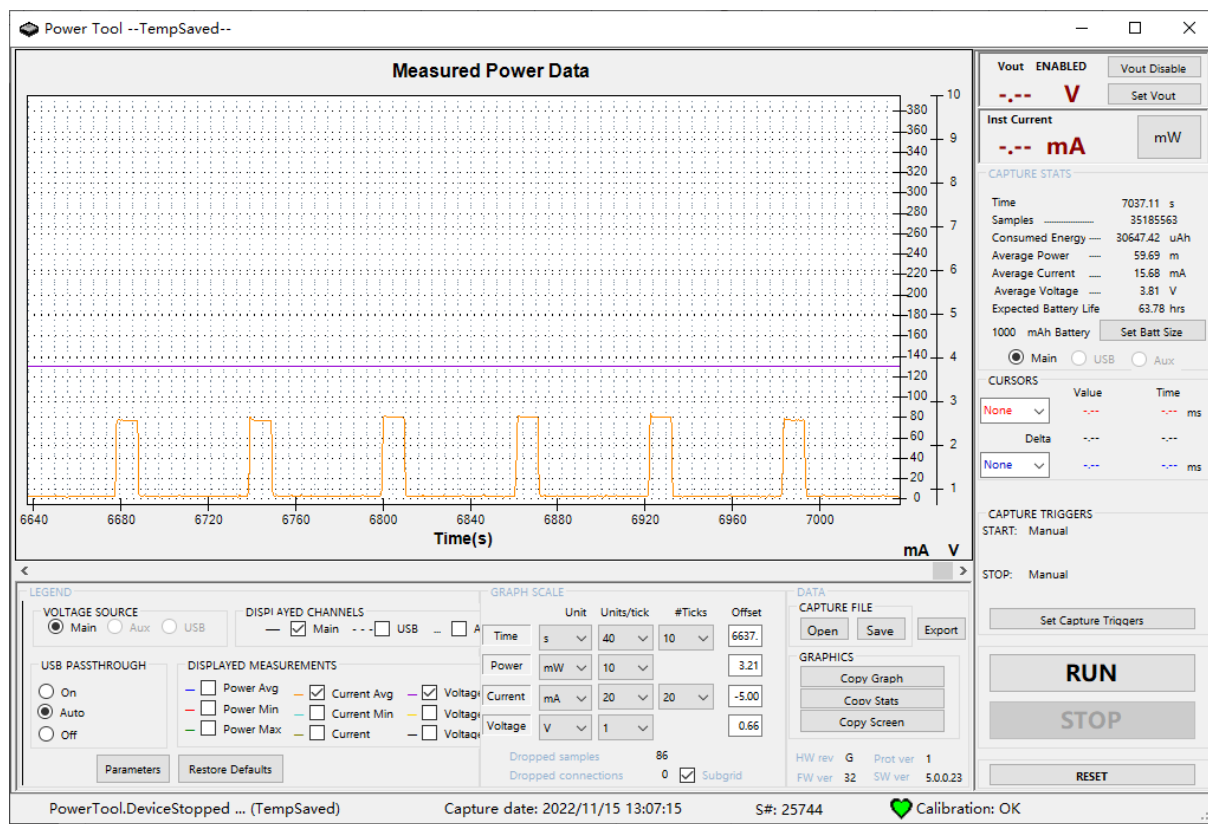 Power Tool --TempSaved--
Measured Power Data
380
360
340
320
300
280
260
240
220
200
180
160
140
120
100
80
60
40
20
0
10
9
8
7
6
5
4
3
2
1
6640 6680 6720 6760 6800 6840 6880 6920 6960 7000
Time(s)
mA V
Vout ENABLED Vout Disable
-.-- V Set Vout
Inst Current
-.-- mA mW
CAPTURE STATS
Time 7037.11 s
Samples 35185563
Consumed Energy 30647.42 uAh
Average Power 59.69 m
Average Current 15.68 mA
Average Voltage 3.81 V
Expected Battery Life 63.78 hrs
1000 mAh Battery Set Batt Size
Main USB Aux
CURSORS
Value Time
None -.-- -.-- ms
Delta -.-- -.--
None -.-- -.-- ms
CAPTURE TRIGGERS
START: Manual
STOP: Manual
Set Capture Triggers
RUN
STOP
RESET
LEGEND
VOLTAGE SOURCE
Main Aux USB
DISPLAYED CHANNELS
Main USB A
USB PASSTHROUGH
On
Auto
Off
DISPLAYED MEASUREMENTS
Power Avg Current Avg Voltage
Power Min Current Min Voltage
Power Max Current Voltage
Parameters Restore Defaults
GRAPH SCALE
Unit Units/tick #Ticks Offset
Time s 40 10 6637.
Power mW 10 3.21
Current mA 20 20 -5.00
Voltage V 1 0.66
Dropped samples 86
Dropped connections 0 Subgrid
DATA
CAPTURE FILE
Open Save Export
GRAPHICS
Copy Graph
Copy Stats
Copy Screen
HW rev G Prot ver 1
FW ver 32 SW ver 5.0.0.23
PowerTool.DeviceStopped ... (TempSaved) Capture date: 2022/11/15 13:07:15 S#: 25744 Calibration: OK